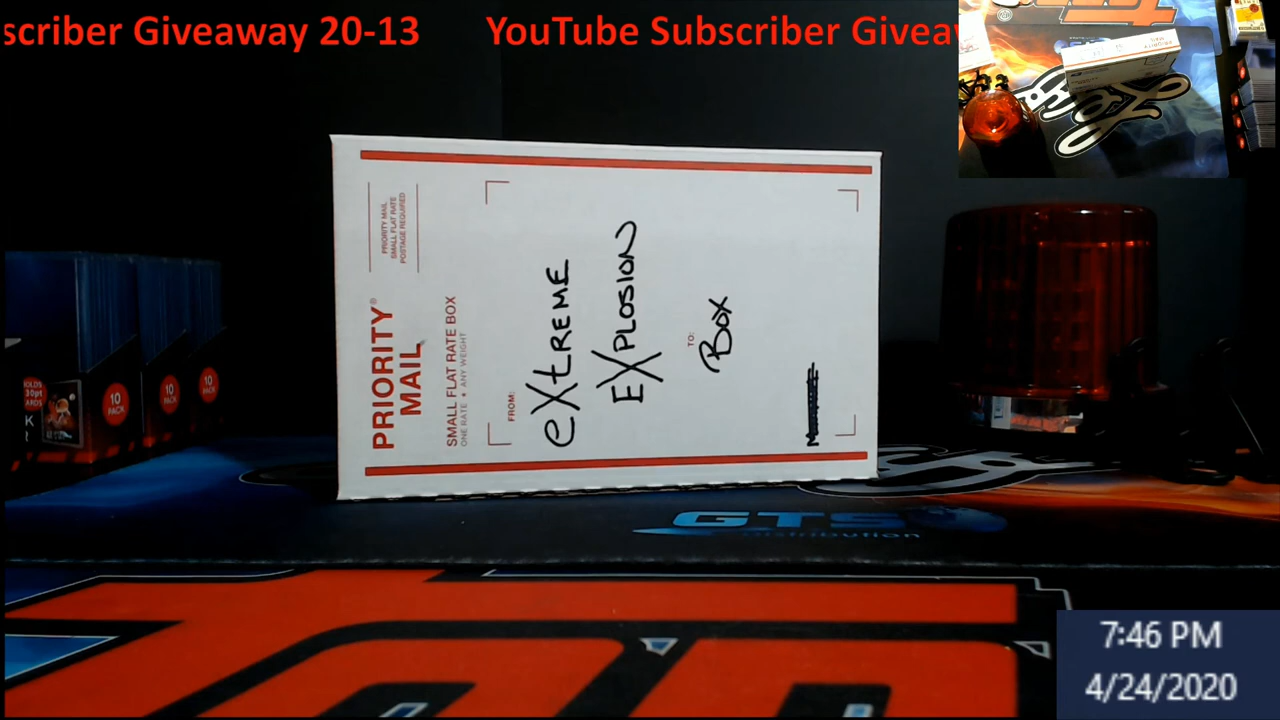 scriber Giveaway 20-13 YouTube Subscriber Giveav
PRIORITY MAIL
SMALL FLAT RATE
POSTAGE REQUIRED
PRIORITY®
MAIL
SMALL FLAT RATE BOX
ONE RATE ♦ ANY WEIGHT
FROM:
eXtREME
EXPLOSION
TO:
BOX
10
PACK
10
PACK
10
PACK
GTS
Distribution
7:46 PM
4/24/2020